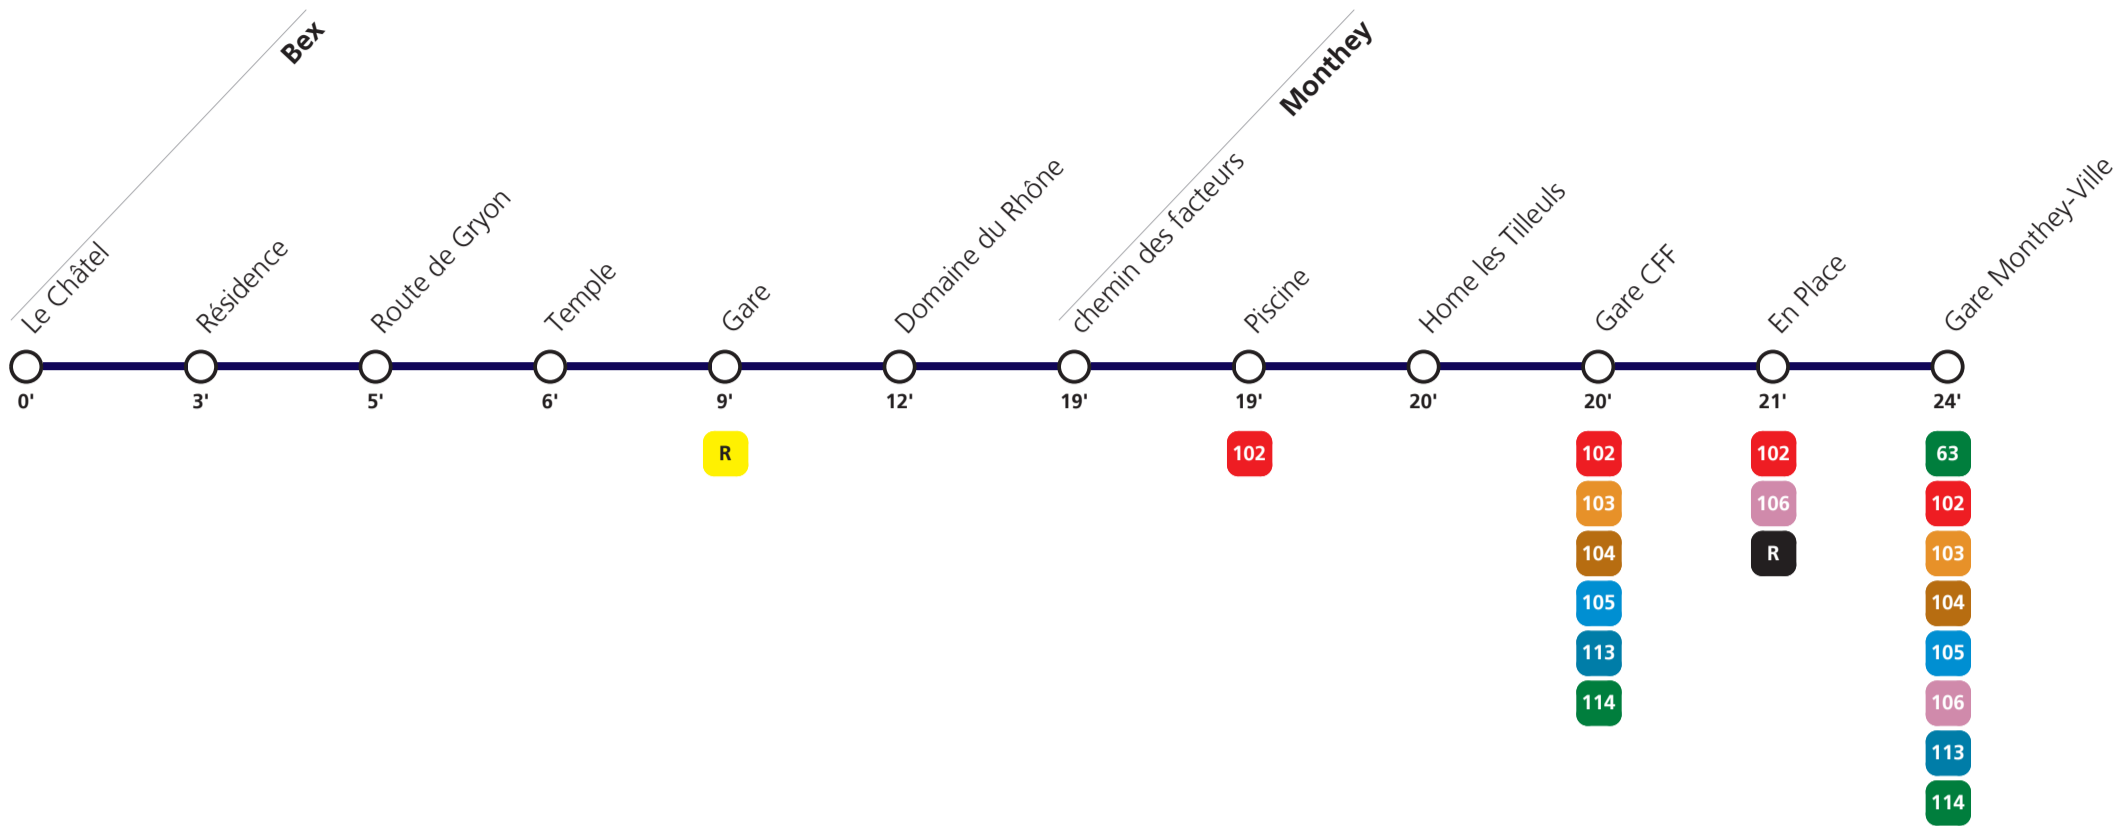 Bex
Monthey
Le Châtel
Résidence
Route de Gryon
Temple
Gare
Domaine du Rhône
chemin des facteurs
Piscine
Home les Tilleuls
Gare CFF
En Place
Gare Monthey-Ville
0' 3' 5' 6' 9' 12' 19' 19' 20' 20' 21' 24'
R 102 102 102 63
103 106 102
104 R 103
105 104
113 105
114 106
113
114